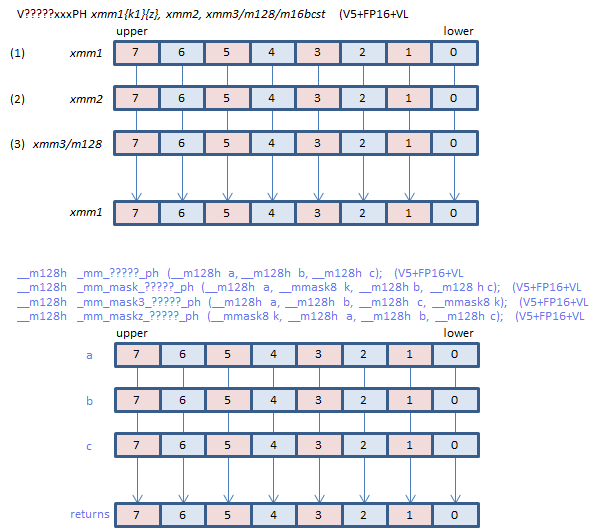 V?????xxxPH xmm1{k1}{z}, xmm2, xmm3/m128/m16bcst (V5+FP16+VL
upper lower
(1) xmm1 7 6 5 4 3 2 1 0
(2) xmm2 7 6 5 4 3 2 1 0
(3) xmm3/m128 7 6 5 4 3 2 1 0
xmm1 7 6 5 4 3 2 1 0
__m128h _mm_?????_ph (__m128h a, __m128h b, __m128h c); (V5+FP16+VL
__m128h _mm_mask_?????_ph (__m128h a, __mmask8 k, __m128h b, __m128h c); (V5+FP16+VL
__m128h _mm_mask3_?????_ph (__m128h a, __m128h b, __m128h c, __mmask8 k); (V5+FP16+VL
__m128h _mm_maskz_?????_ph (__mmask8 k, __m128h a, __m128h b, __m128h c); (V5+FP16+VL
upper lower
a 7 6 5 4 3 2 1 0
b 7 6 5 4 3 2 1 0
c 7 6 5 4 3 2 1 0
returns 7 6 5 4 3 2 1 0